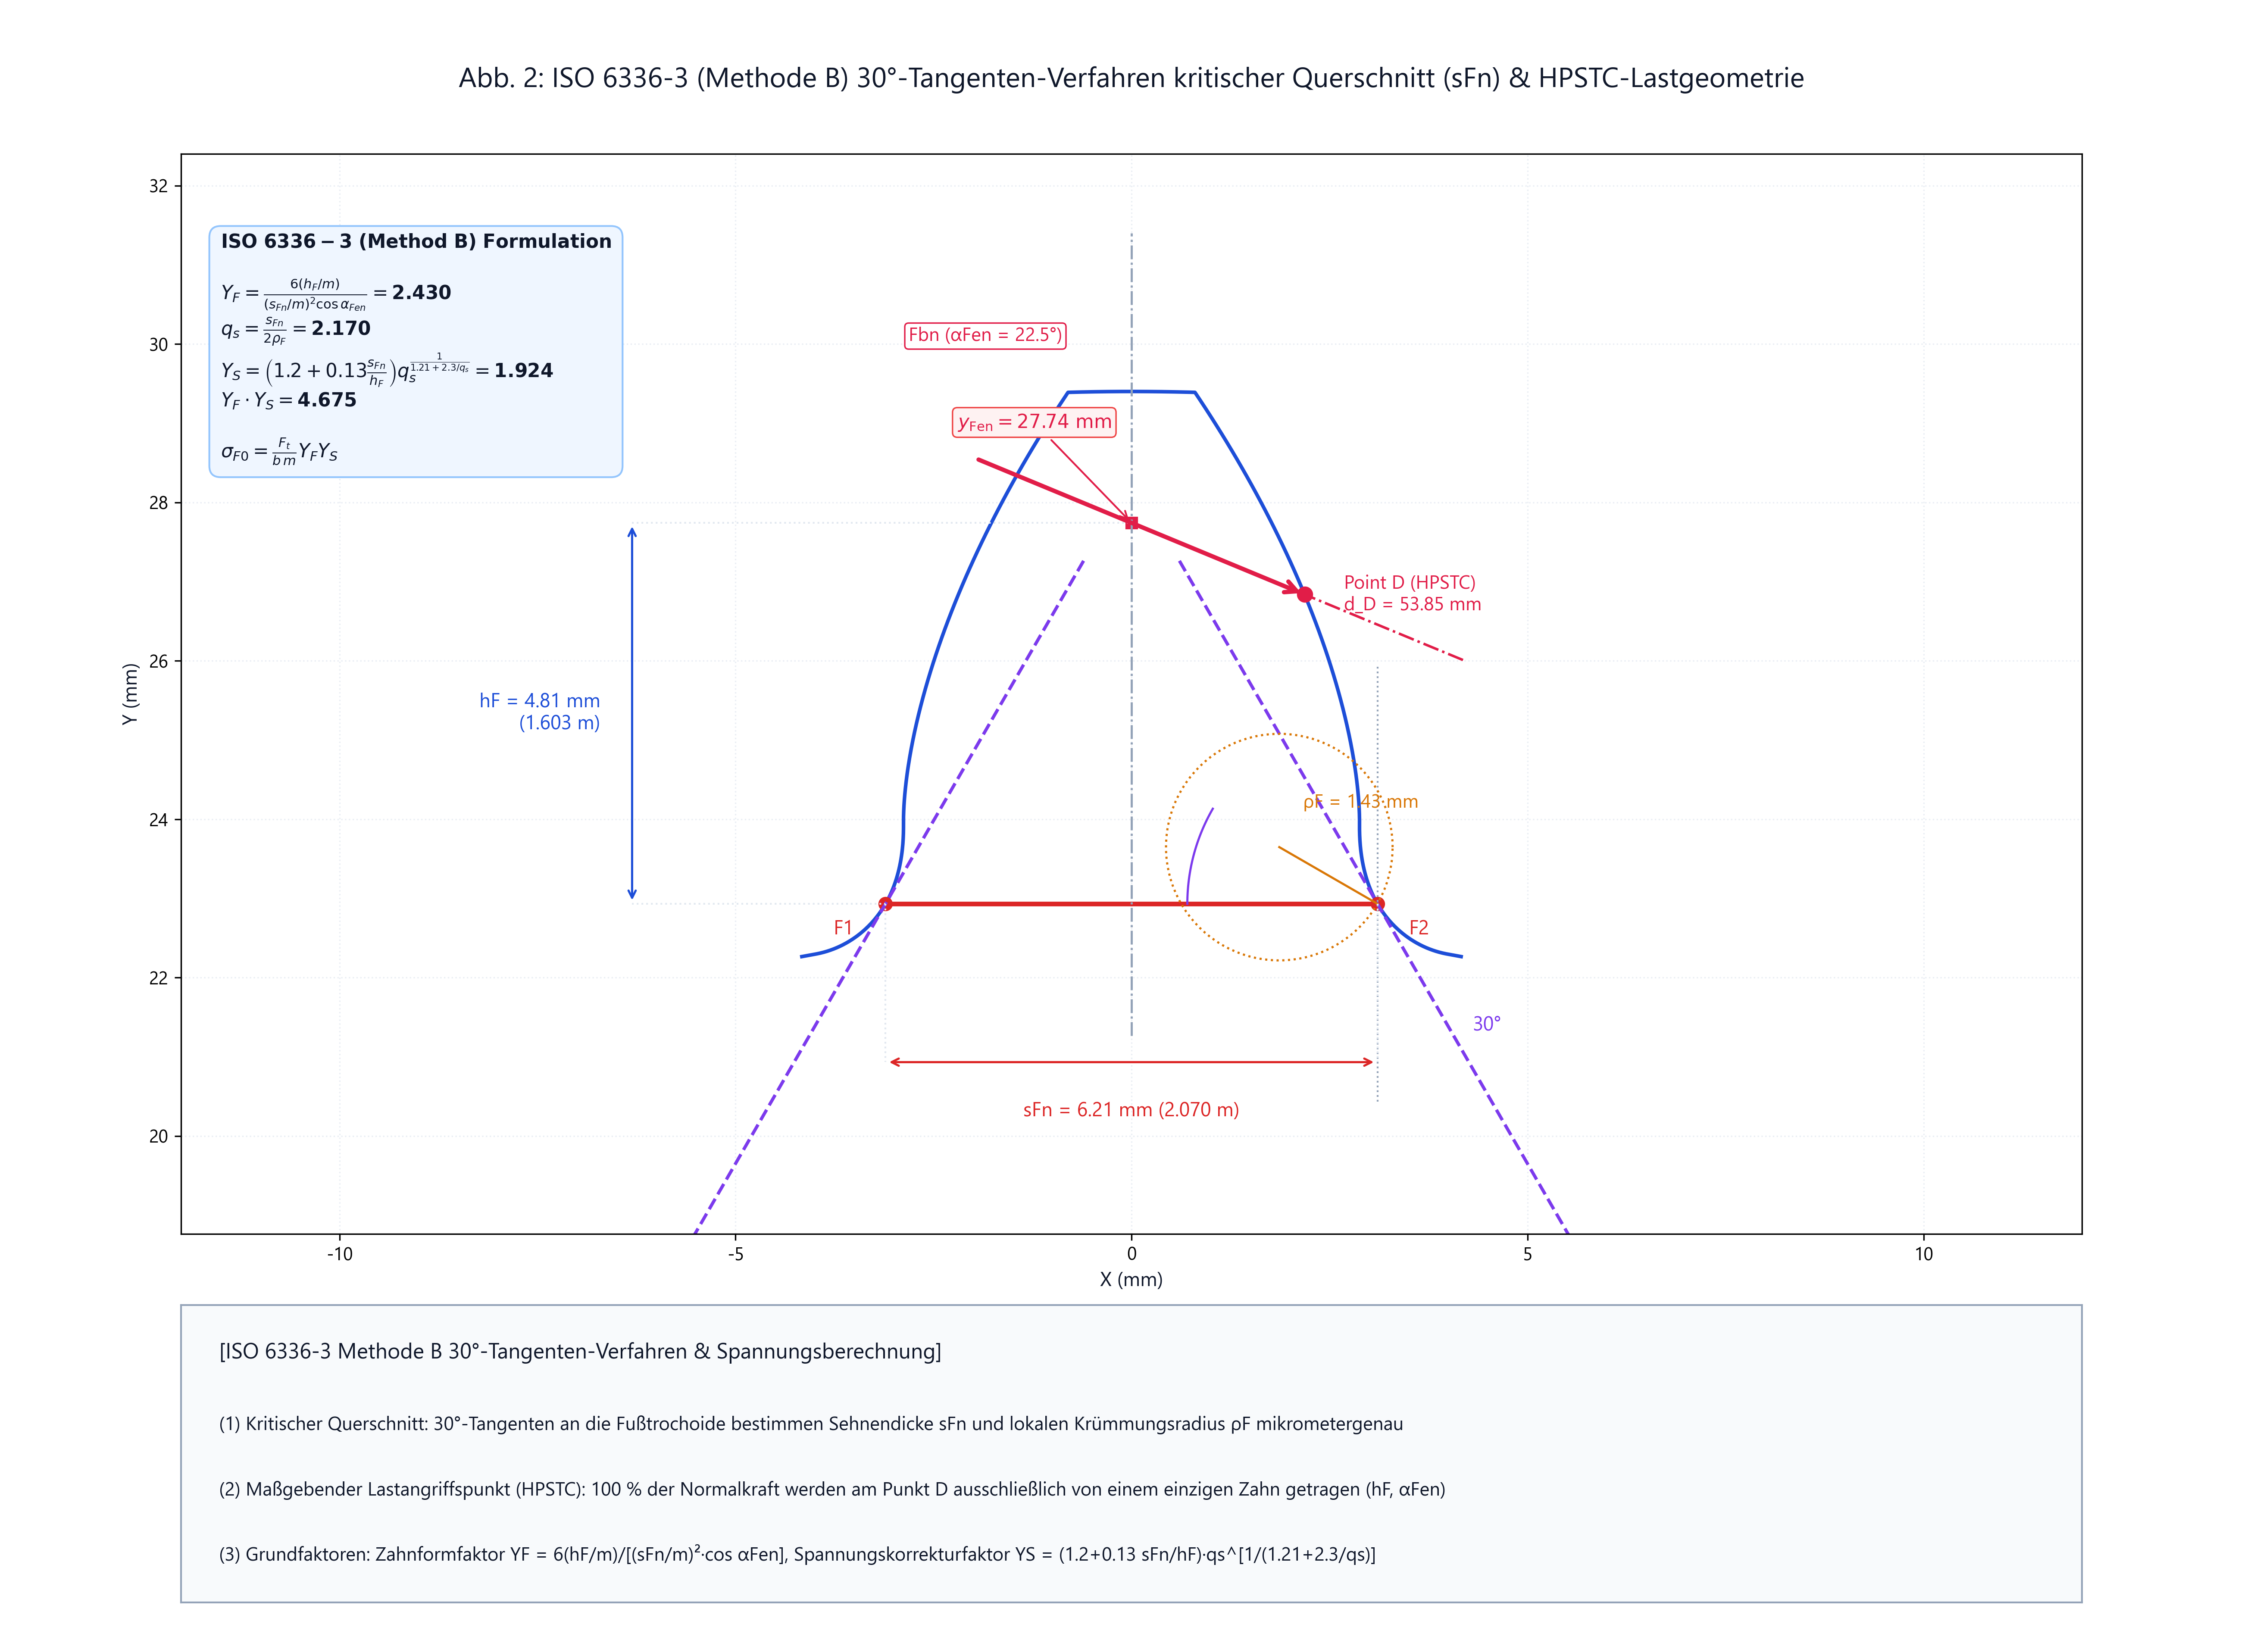 Abb. 2: ISO 6336-3 (Methode B) 30°-Tangenten-Verfahren kritischer Querschnitt (sFn) & HPSTC-Lastgeometrie
32
30
28
26
24
22
20
Y (mm)
ISO 6336 − 3 (Method B) Formulation
Y_F = 6(h_F/m) / ((s_Fn/m)² cos α_Fen) = 2.430
q_s = s_Fn / 2ρ_F = 2.170
Y_S = (1.2 + 0.13 s_Fn/h_F) q_s^(1/(1.21 + 2.3/q_s)) = 1.924
Y_F · Y_S = 4.675
σ_F0 = F_t / (b m) Y_F Y_S
Fbn (αFen = 22.5°)
y_Fen = 27.74 mm
Point D (HPSTC)
d_D = 53.85 mm
hF = 4.81 mm
(1.603 m)
ρF = 1.43 mm
F1
F2
30°
sFn = 6.21 mm (2.070 m)
-10
-5
0
5
10
X (mm)
[ISO 6336-3 Methode B 30°-Tangenten-Verfahren & Spannungsberechnung]
(1) Kritischer Querschnitt: 30°-Tangenten an die Fußtrochoide bestimmen Sehnendicke sFn und lokalen Krümmungsradius ρF mikrometergenau
(2) Maßgebender Lastangriffspunkt (HPSTC): 100 % der Normalkraft werden am Punkt D ausschließlich von einem einzigen Zahn getragen (hF, αFen)
(3) Grundfaktoren: Zahnformfaktor YF = 6(hF/m)/[(sFn/m)²·cos αFen], Spannungskorrekturfaktor YS = (1.2+0.13 sFn/hF)·qs^[1/(1.21+2.3/qs)]